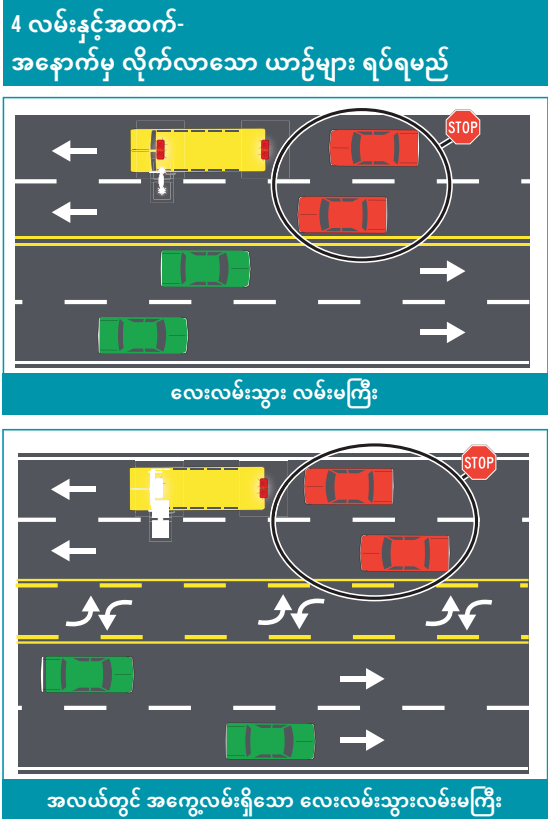 4 လမ်းနှင့်အထက်-
အနောက်မှ လိုက်လာသော ယာဉ်များ ရပ်ရမည်
STOP
လေးလမ်းသွား လမ်းမကြီး
STOP
အလယ်တွင် အကွေ့လမ်းရှိသော လေးလမ်းသွားလမ်းမကြီး